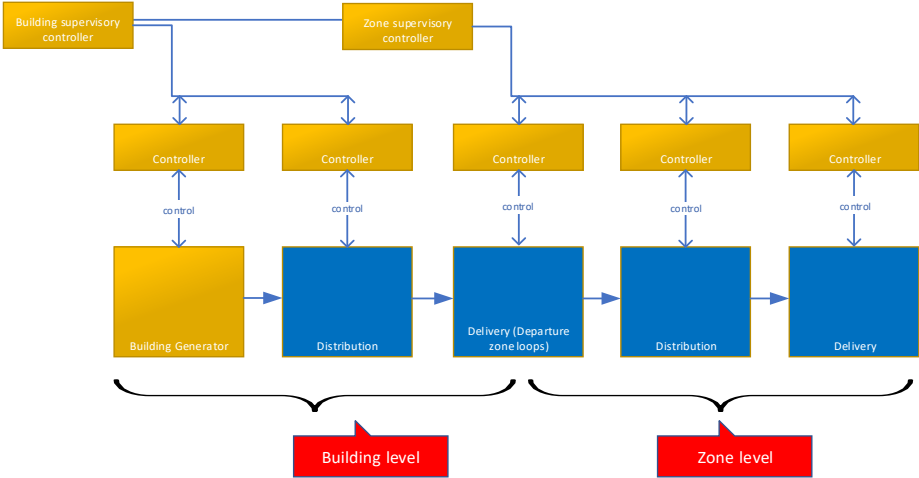 Building supervisory
controller
Zone supervisory
controller
Controller
Controller
Controller
Controller
Controller
control
control
control
control
control
Building Generator
Distribution
Delivery (Departure
zone loops)
Distribution
Delivery
Building level
Zone level